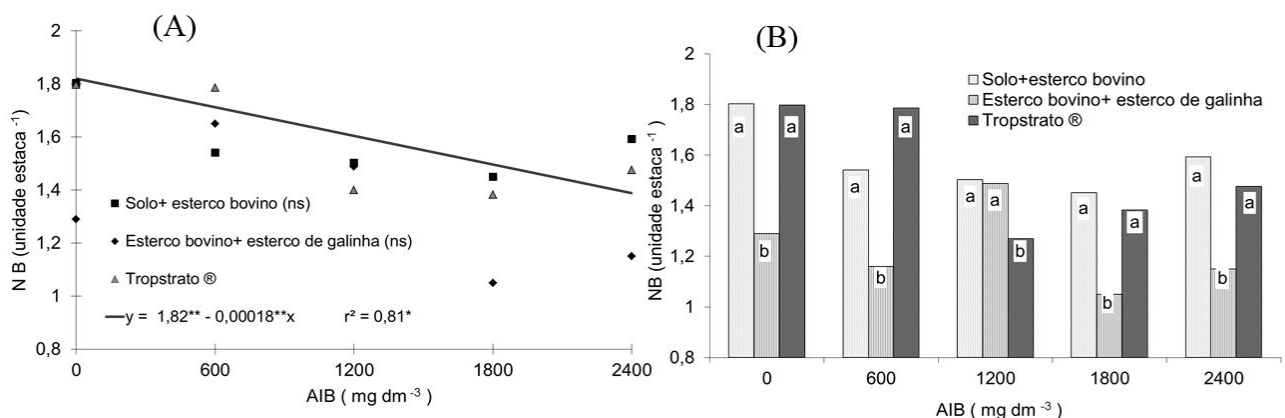 (A)
2
1,8
1,6
1,4
1,2
1
0,8
N B (unidade estaca -1)
Solo+ esterco bovino (ns)
Esterco bovino+ esterco de galinha (ns)
Tropstrato ®
y = 1,82** - 0,00018**x r² = 0,81*
0 600 1200 1800 2400
AIB ( mg dm -3)
(B)
2
1,8
1,6
1,4
1,2
1
0,8
NB (unidade estaca -1)
Solo+esterco bovino
Esterco bovino+ esterco de galinha
Tropstrato ®
a b a
a b a
a a a
a b a
a b a
0 600 1200 1800 2400
AIB ( mg dm -3)